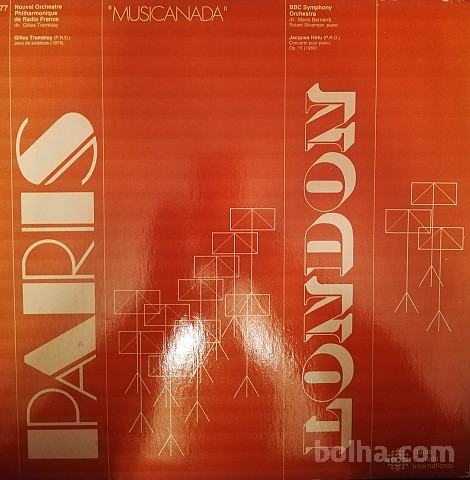 77
Nouvel Orchestre
Philharmonique
de Radio France
dir. Gilles Tremblay
Gilles Tremblay (P.R.O.)
Jeux de solstices (1974)
"MUSICANADA"
BBC Symphony
Orchestra
dir. Mario Bernardi,
Robert Silverman, piano
Jacques Hétu (P.R.O.)
Concerto pour piano,
Op. 15 (1969)
PARIS
LONDON
bolha.com
International